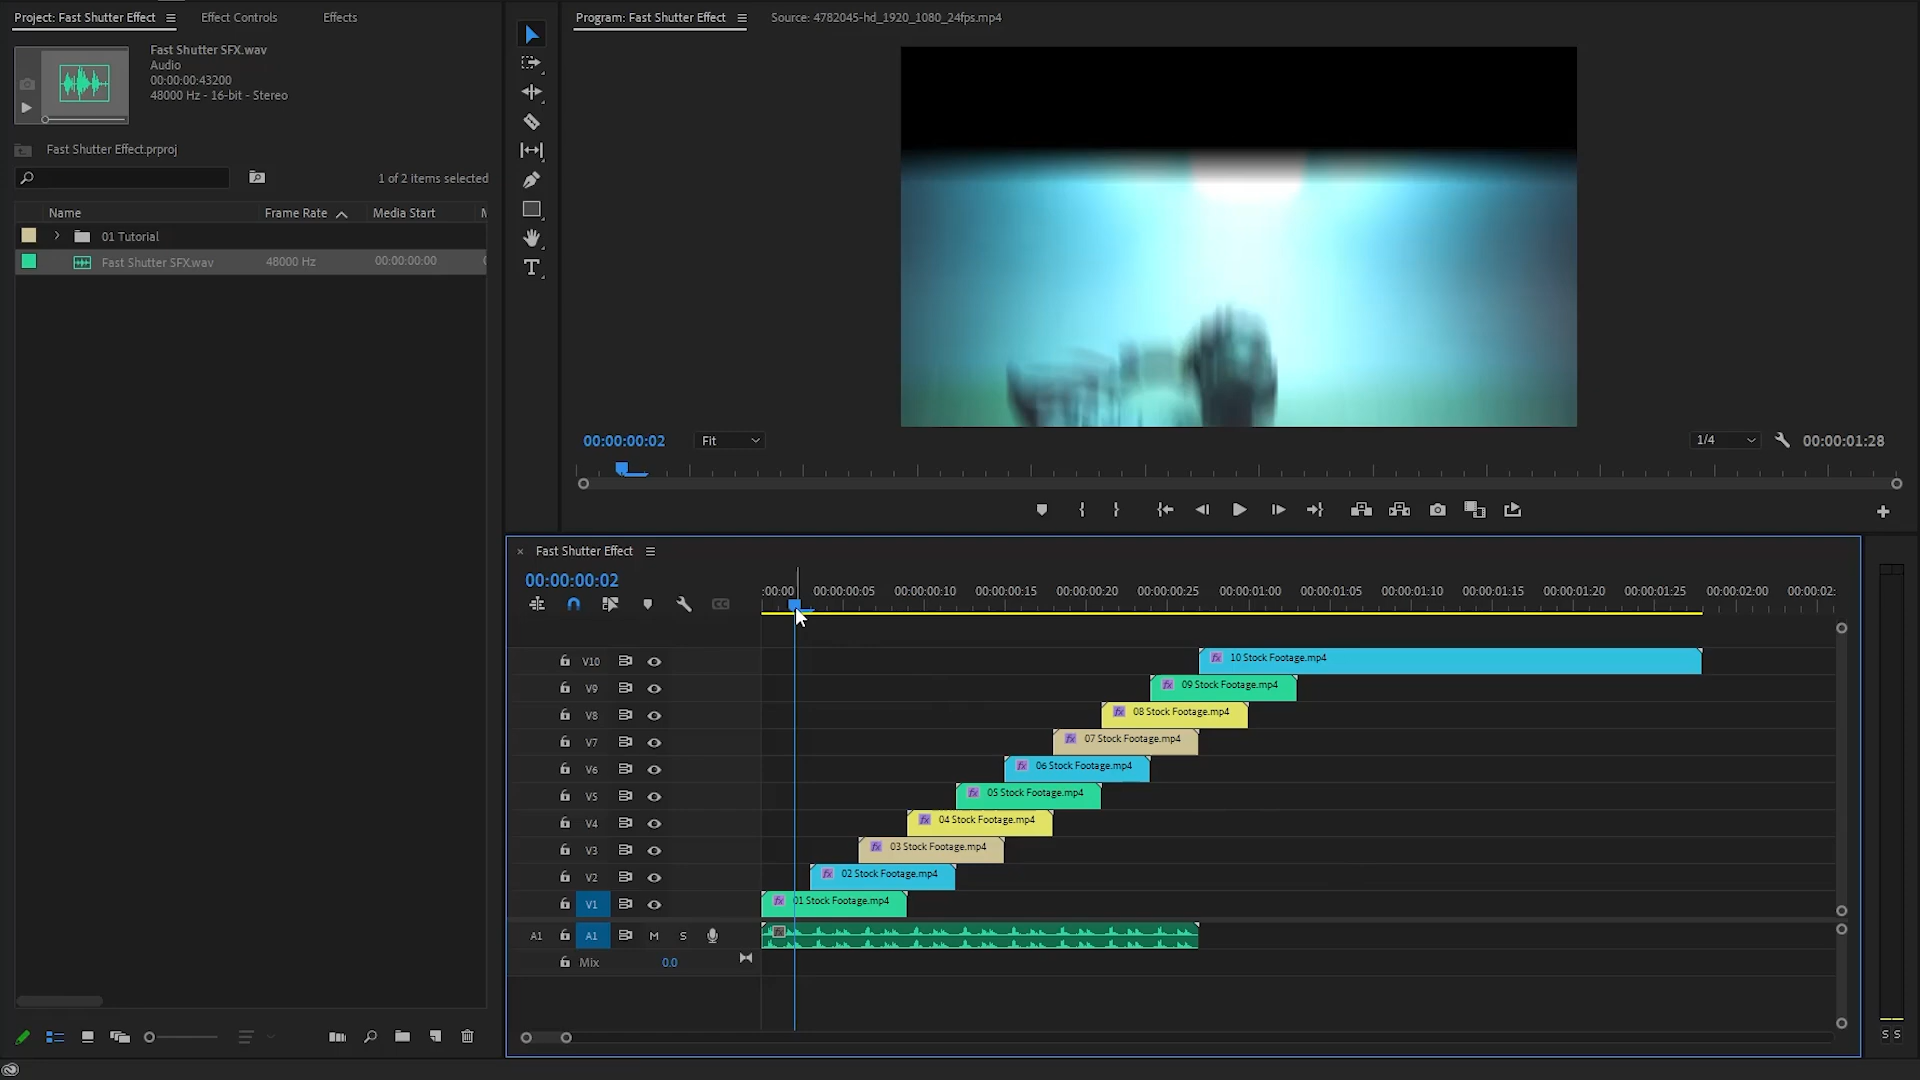 Project: Fast Shutter Effect
Effect Controls
Effects
Fast Shutter SFX.wav
Audio
00:00:00:43200
48000 Hz - 16-bit - Stereo
Fast Shutter Effect.prproj
1 of 2 items selected
Name
Frame Rate
Media Start
01 Tutorial
Fast Shutter SFX.wav
48000 Hz
00:00:00:00
Program: Fast Shutter Effect
Source: 4782045-hd_1920_1080_24fps.mp4
00:00:00:02
Fit
1/4
00:00:01:28
Fast Shutter Effect
00:00:00:02
:00:00
00:00:00:05
00:00:00:10
00:00:00:15
00:00:00:20
00:00:00:25
00:00:01:00
00:00:01:05
00:00:01:10
00:00:01:15
00:00:01:20
00:00:01:25
00:00:02:00
00:00:02:
V10
10 Stock Footage.mp4
V9
09 Stock Footage.mp4
V8
08 Stock Footage.mp4
V7
07 Stock Footage.mp4
V6
06 Stock Footage.mp4
V5
05 Stock Footage.mp4
V4
04 Stock Footage.mp4
V3
03 Stock Footage.mp4
V2
02 Stock Footage.mp4
V1
01 Stock Footage.mp4
A1
A1
M
S
Mix
0.0
S S